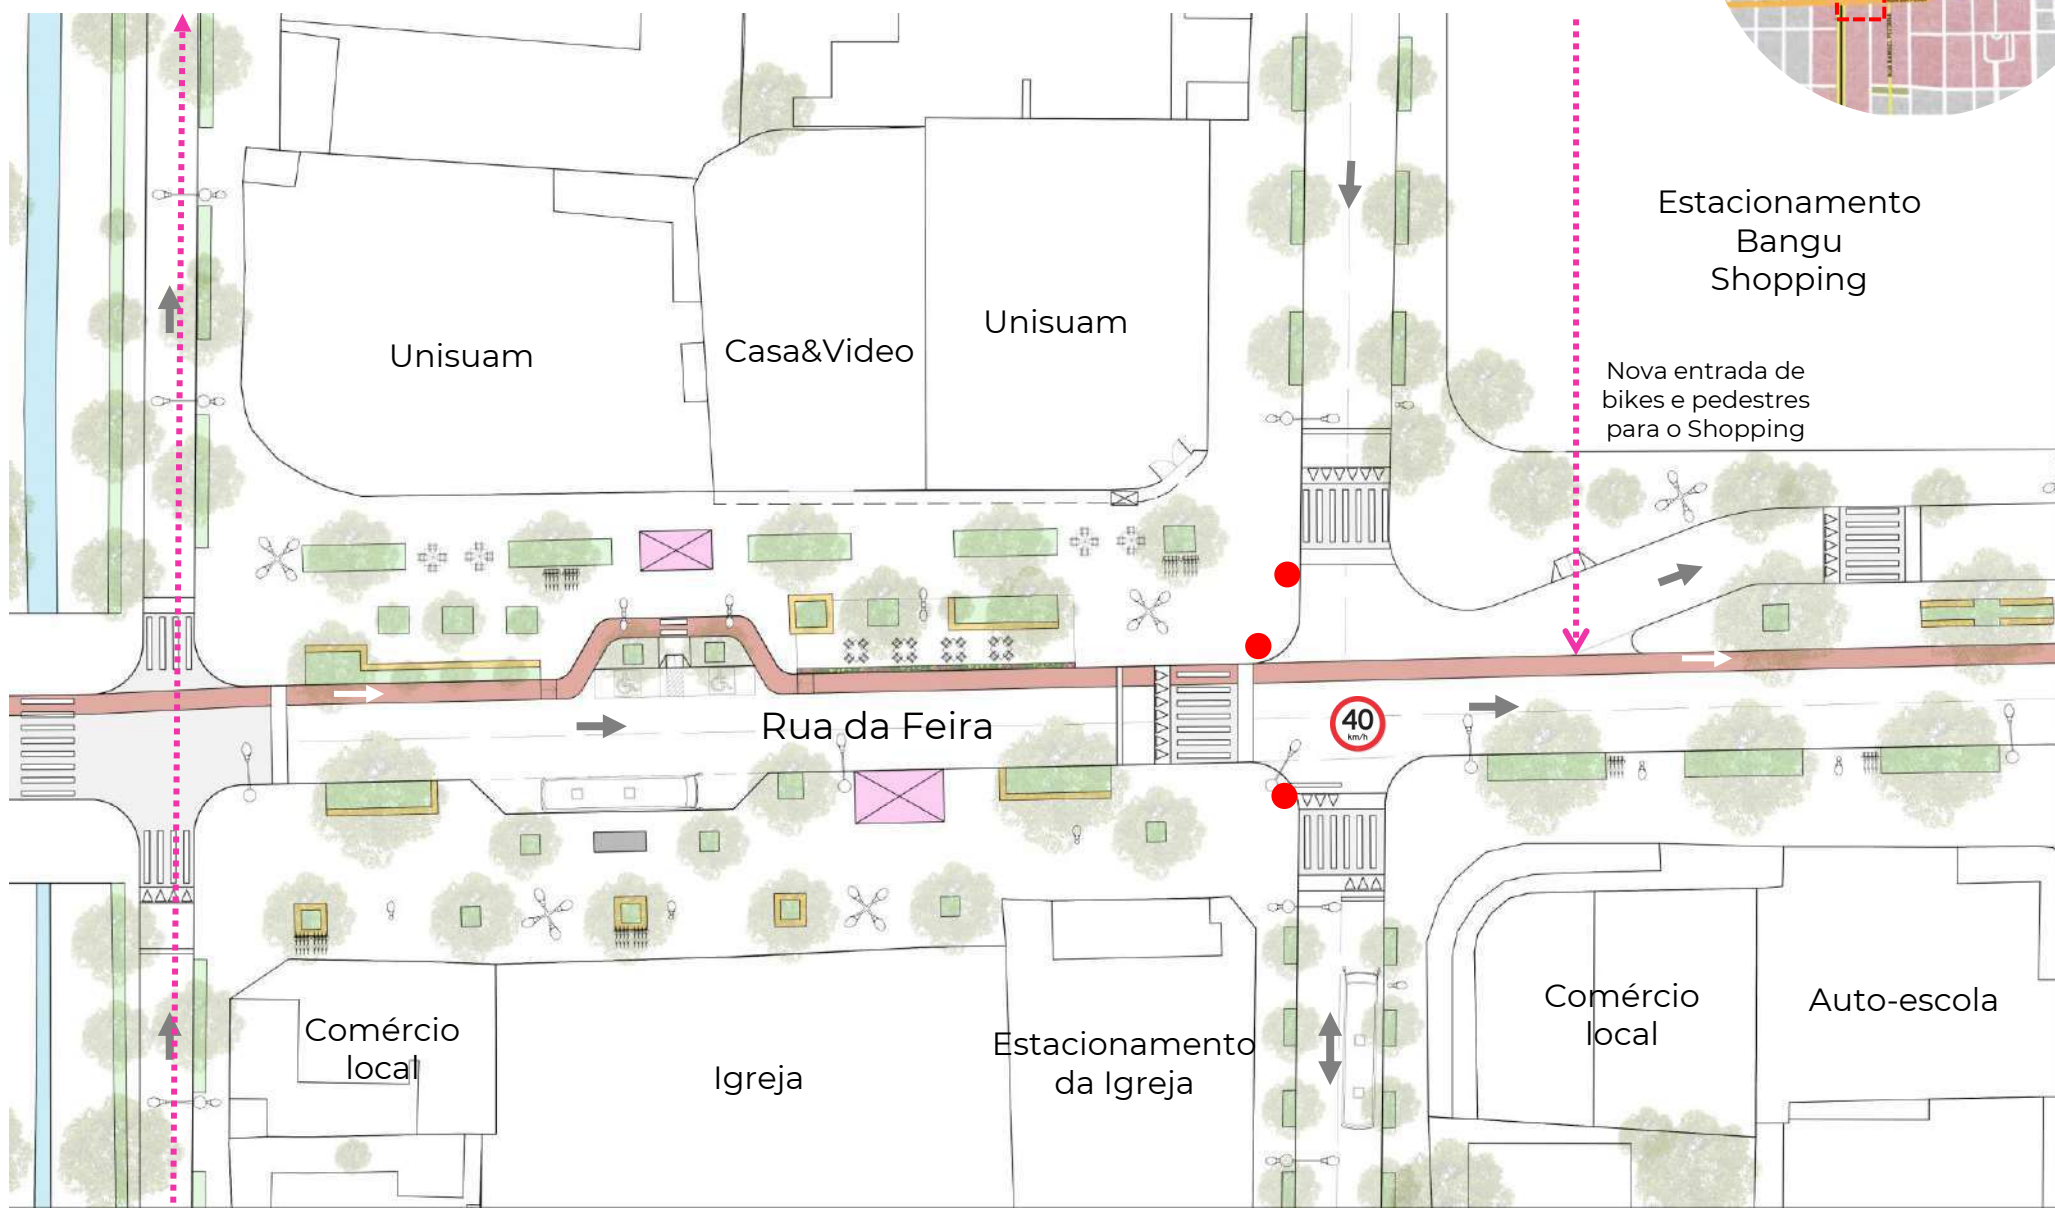 Estacionamento
Bangu
Shopping
Unisuam
Casa&Video
Unisuam
Nova entrada de
bikes e pedestres
para o Shopping
Rua da Feira
40
km/h
Comércio
local
Igreja
Estacionamento
da Igreja
Comércio
local
Auto-escola